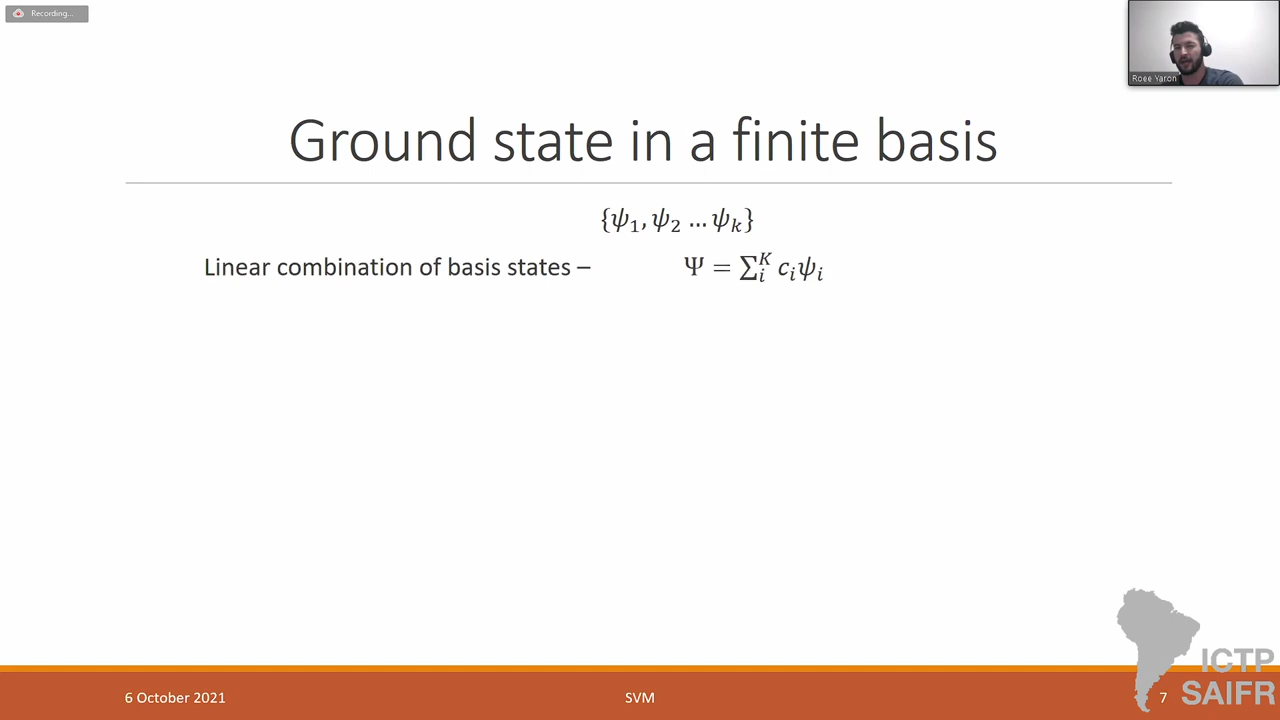 Recording...
Roee Yaron
Ground state in a finite basis
{ψ₁, ψ₂ … ψₖ}
Linear combination of basis states – Ψ = ∑ᵢᴷ cᵢψᵢ
ICTP
SAIFR
6 October 2021 SVM 7